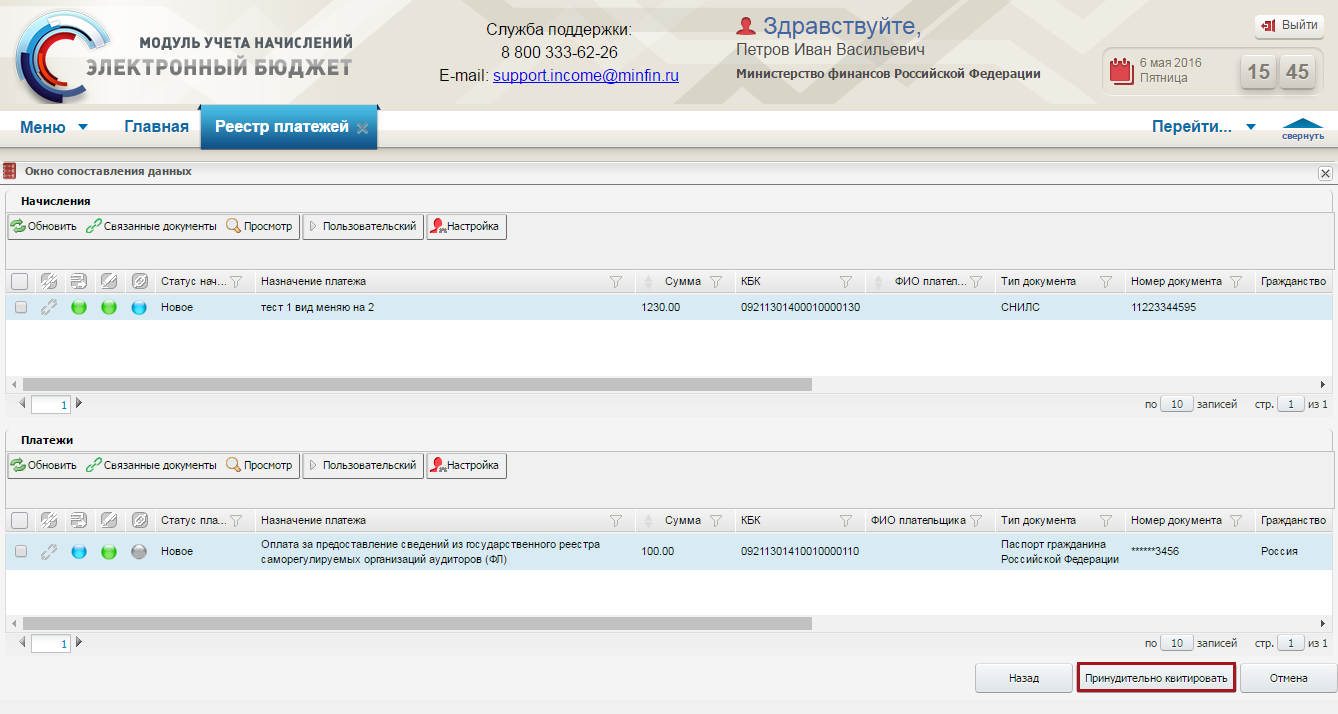 МОДУЛЬ УЧЕТА НАЧИСЛЕНИЙ
ЭЛЕКТРОННЫЙ БЮДЖЕТ
Служба поддержки:
8 800 333-62-26
E-mail: support.income@minfin.ru
Здравствуйте,
Петров Иван Васильевич
Министерство финансов Российской Федерации
Выйти
6 мая 2016
Пятница
15 45
Меню Главная Реестр платежей Перейти... свернуть
Окно сопоставления данных
Начисления
Обновить Связанные документы Просмотр Пользовательский Настройка
Статус нач... Назначение платежа Сумма КБК ФИО плател... Тип документа Номер документа Гражданство
Новое тест 1 вид меняю на 2 1230.00 09211301400010000130 СНИЛС 11223344595
1 по 10 записей стр. 1 из 1
Платежи
Обновить Связанные документы Просмотр Пользовательский Настройка
Статус пла... Назначение платежа Сумма КБК ФИО плательщика Тип документа Номер документа Гражданство
Новое Оплата за предоставление сведений из государственного реестра саморегулируемых организаций аудиторов (ФЛ) 100.00 09211301410010000110 Паспорт гражданина Российской Федерации ******3456 Россия
1 по 10 записей стр. 1 из 1
Назад Принудительно квитировать Отмена